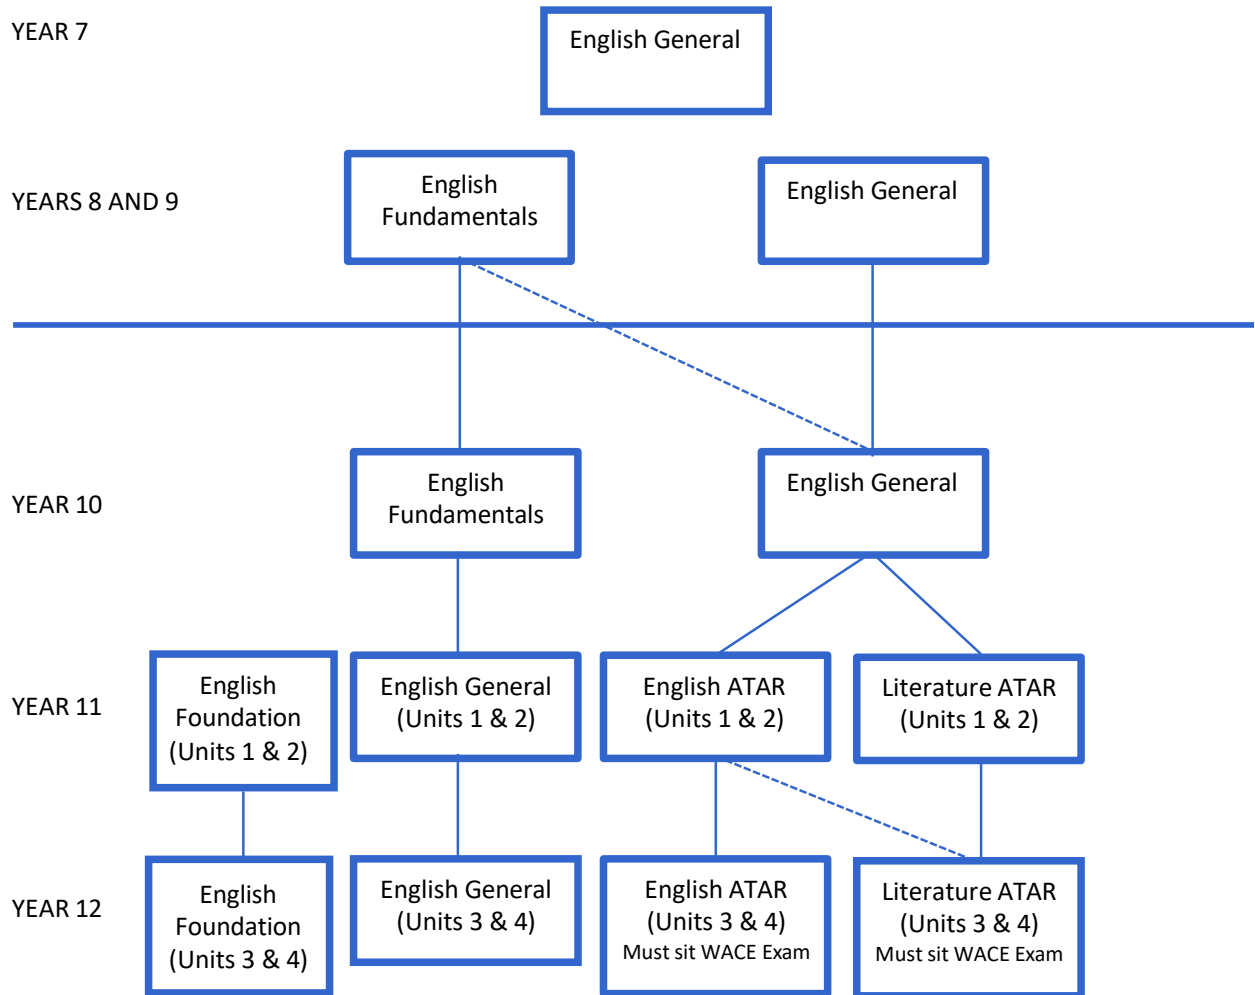 YEAR 7
English General
YEARS 8 AND 9
English
Fundamentals
English General
YEAR 10
English
Fundamentals
English General
YEAR 11
English
Foundation
(Units 1 & 2)
English General
(Units 1 & 2)
English ATAR
(Units 1 & 2)
Literature ATAR
(Units 1 & 2)
YEAR 12
English
Foundation
(Units 3 & 4)
English General
(Units 3 & 4)
English ATAR
(Units 3 & 4)
Must sit WACE Exam
Literature ATAR
(Units 3 & 4)
Must sit WACE Exam